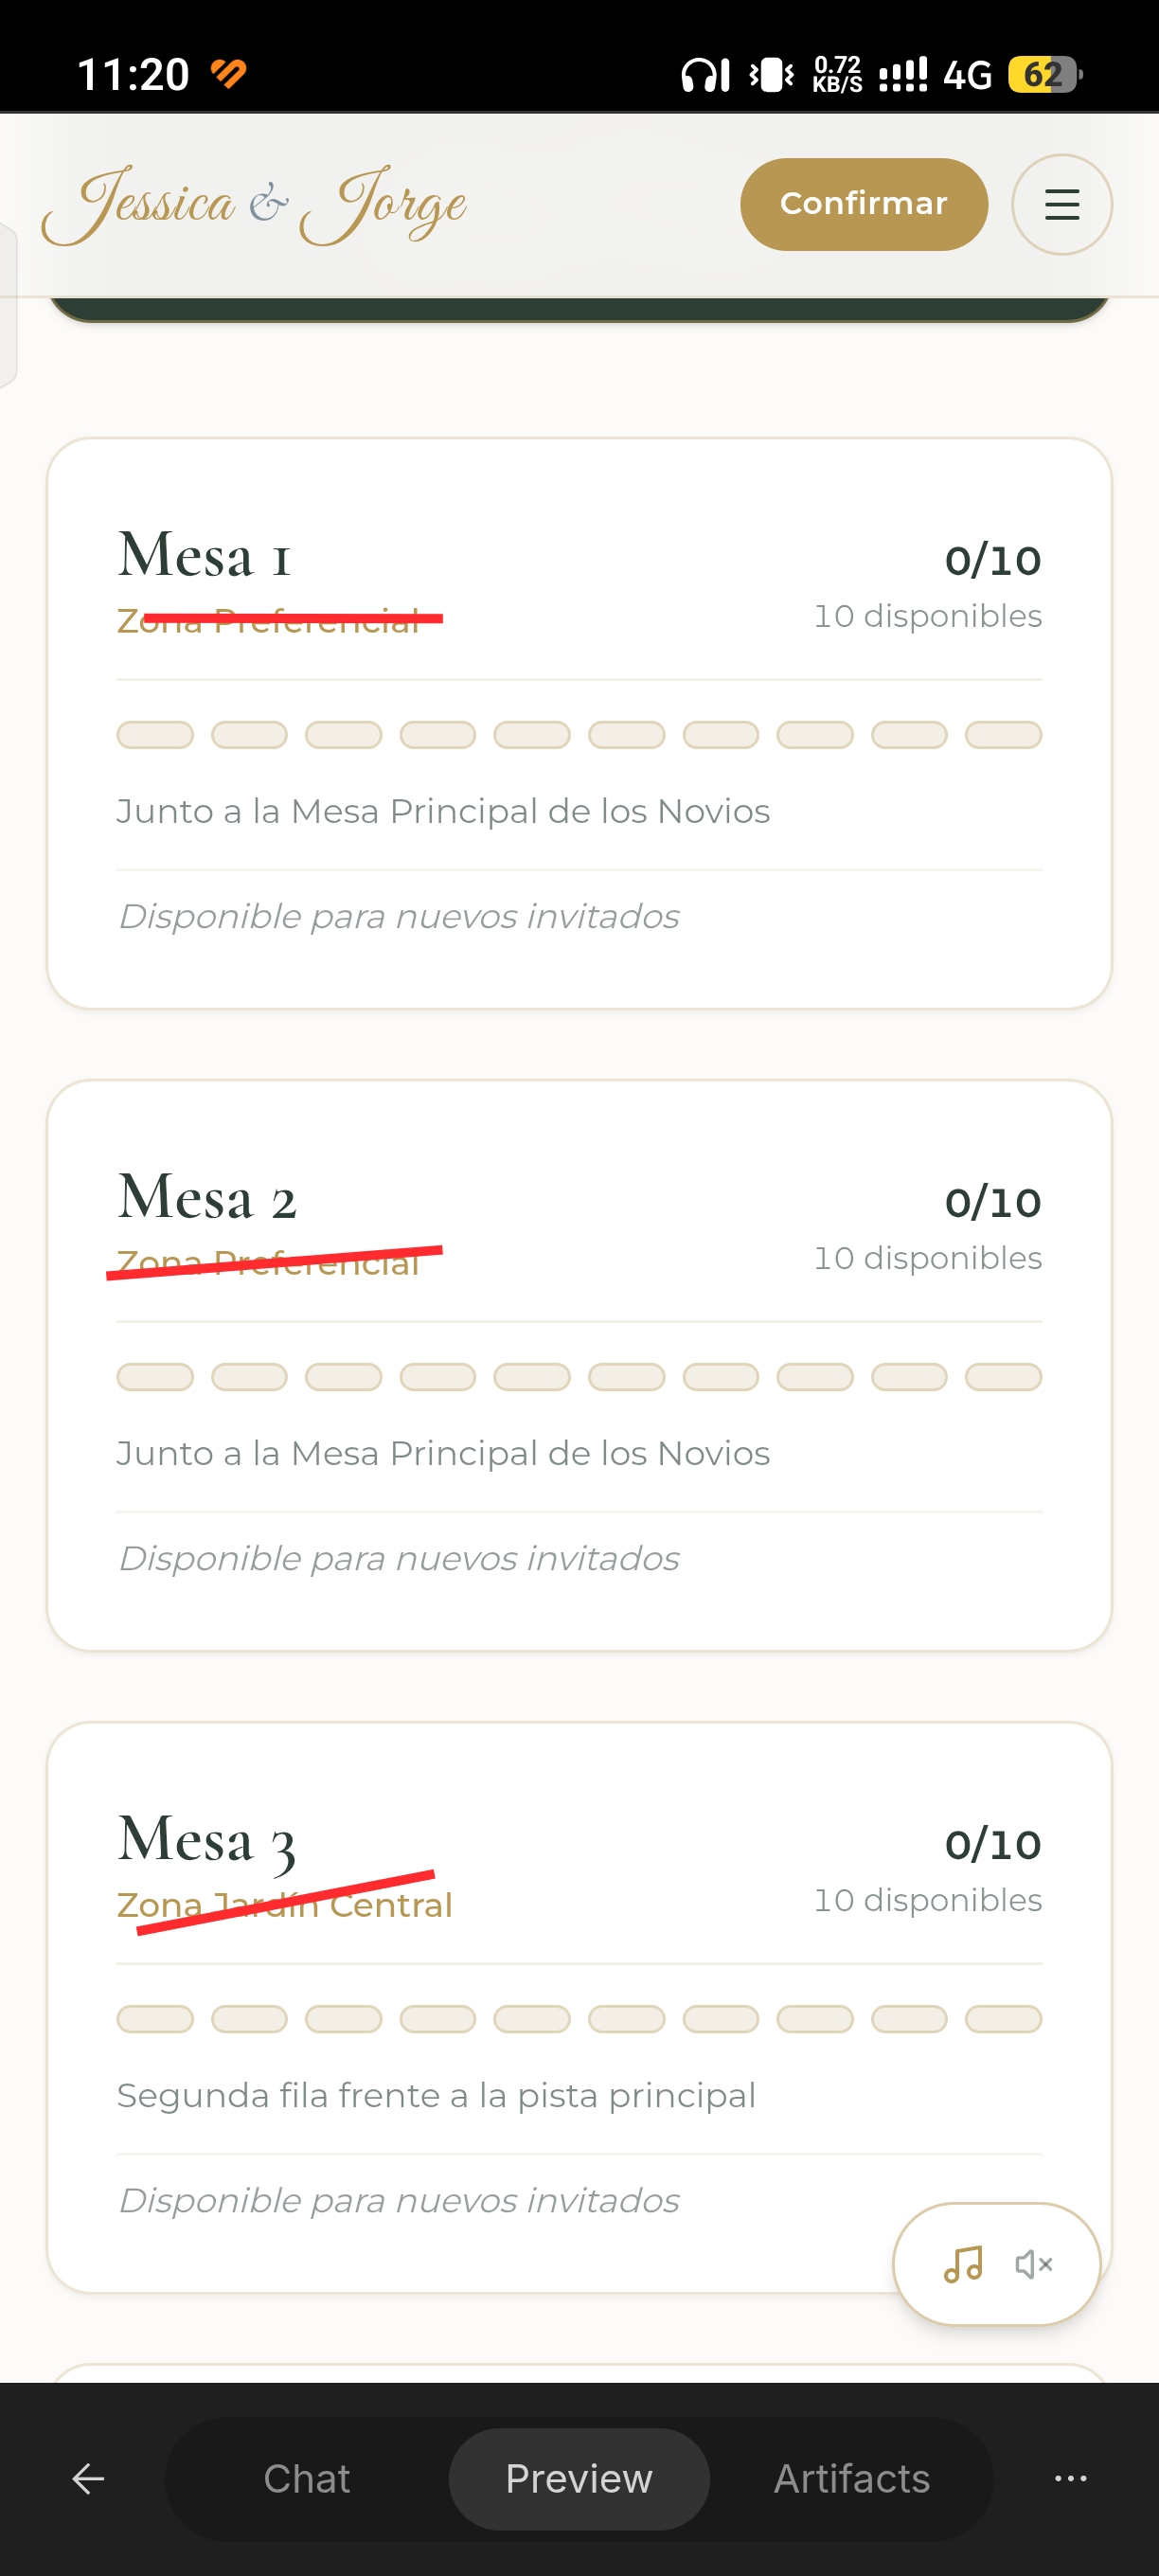 11:20
0.72
KB/S
4G
62
Jessica & Jorge
Confirmar
Mesa 1
0/10
Zona Preferencial
10 disponibles
Junto a la Mesa Principal de los Novios
Disponible para nuevos invitados
Mesa 2
0/10
Zona Preferencial
10 disponibles
Junto a la Mesa Principal de los Novios
Disponible para nuevos invitados
Mesa 3
0/10
Zona Jardín Central
10 disponibles
Segunda fila frente a la pista principal
Disponible para nuevos invitados
Chat
Preview
Artifacts